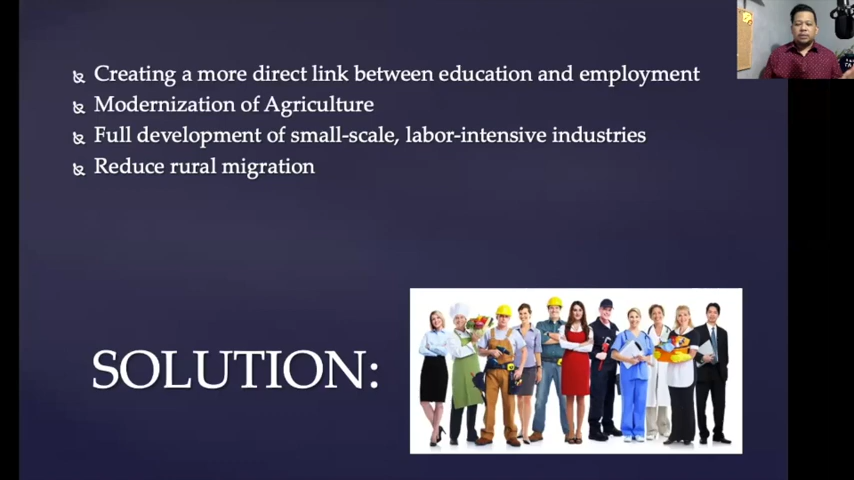 Creating a more direct link between education and employment
Modernization of Agriculture
Full development of small-scale, labor-intensive industries
Reduce rural migration
SOLUTION: